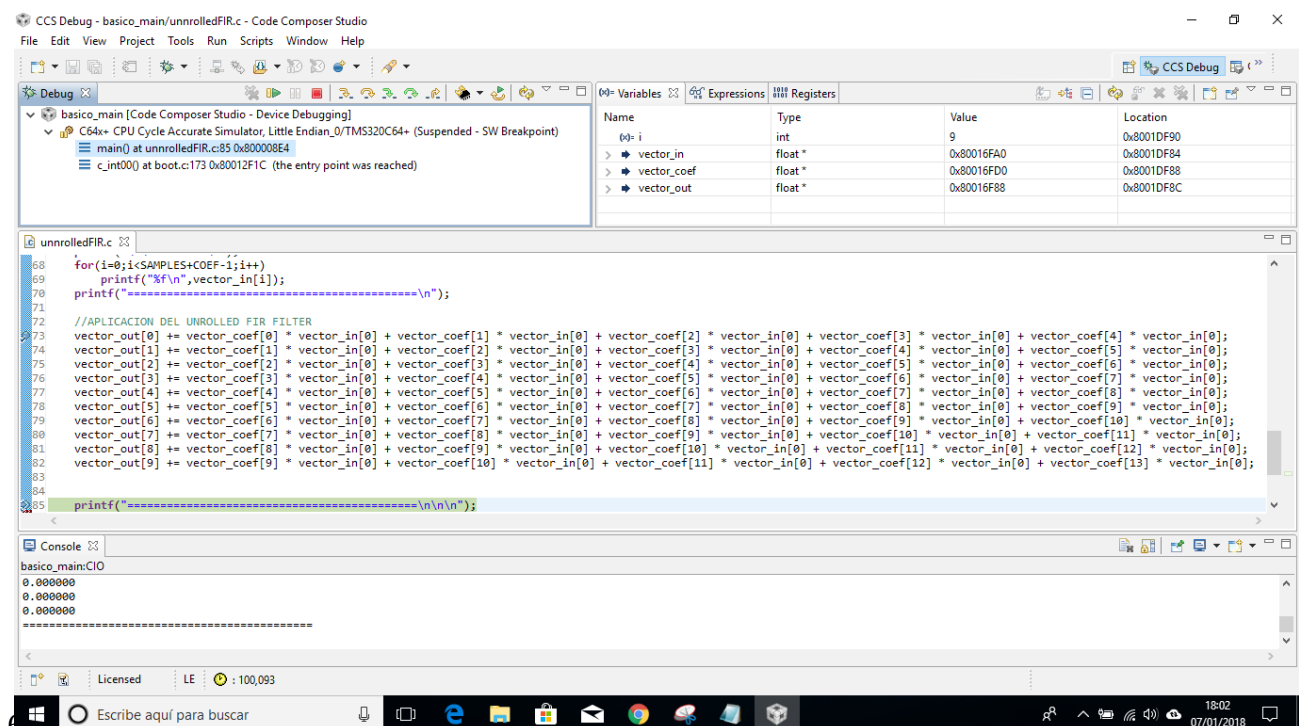 CCS Debug - basico_main/unnrolledFIR.c - Code Composer Studio
File Edit View Project Tools Run Scripts Window Help
CCS Debug
Debug
basico_main [Code Composer Studio - Device Debugging]
C64x+ CPU Cycle Accurate Simulator, Little Endian_0/TMS320C64+ (Suspended - SW Breakpoint)
main() at unnrolledFIR.c:85 0x800008E4
c_int00() at boot.c:173 0x80012F1C (the entry point was reached)
(x)= Variables Expressions Registers
Name Type Value Location
(x)= i int 9 0x8001DF90
vector_in float * 0x80016FA0 0x8001DF84
vector_coef float * 0x80016FD0 0x8001DF88
vector_out float * 0x80016F88 0x8001DF8C
unnrolledFIR.c
68 for(i=0;i<SAMPLES+COEF-1;i++)
69 printf("%f\n",vector_in[i]);
70 printf("============================================\n");
71
72 //APLICACION DEL UNROLLED FIR FILTER
73 vector_out[0] += vector_coef[0] * vector_in[0] + vector_coef[1] * vector_in[0] + vector_coef[2] * vector_in[0] + vector_coef[3] * vector_in[0] + vector_coef[4] * vector_in[0];
74 vector_out[1] += vector_coef[1] * vector_in[0] + vector_coef[2] * vector_in[0] + vector_coef[3] * vector_in[0] + vector_coef[4] * vector_in[0] + vector_coef[5] * vector_in[0];
75 vector_out[2] += vector_coef[2] * vector_in[0] + vector_coef[3] * vector_in[0] + vector_coef[4] * vector_in[0] + vector_coef[5] * vector_in[0] + vector_coef[6] * vector_in[0];
76 vector_out[3] += vector_coef[3] * vector_in[0] + vector_coef[4] * vector_in[0] + vector_coef[5] * vector_in[0] + vector_coef[6] * vector_in[0] + vector_coef[7] * vector_in[0];
77 vector_out[4] += vector_coef[4] * vector_in[0] + vector_coef[5] * vector_in[0] + vector_coef[6] * vector_in[0] + vector_coef[7] * vector_in[0] + vector_coef[8] * vector_in[0];
78 vector_out[5] += vector_coef[5] * vector_in[0] + vector_coef[6] * vector_in[0] + vector_coef[7] * vector_in[0] + vector_coef[8] * vector_in[0] + vector_coef[9] * vector_in[0];
79 vector_out[6] += vector_coef[6] * vector_in[0] + vector_coef[7] * vector_in[0] + vector_coef[8] * vector_in[0] + vector_coef[9] * vector_in[0] + vector_coef[10] * vector_in[0];
80 vector_out[7] += vector_coef[7] * vector_in[0] + vector_coef[8] * vector_in[0] + vector_coef[9] * vector_in[0] + vector_coef[10] * vector_in[0] + vector_coef[11] * vector_in[0];
81 vector_out[8] += vector_coef[8] * vector_in[0] + vector_coef[9] * vector_in[0] + vector_coef[10] * vector_in[0] + vector_coef[11] * vector_in[0] + vector_coef[12] * vector_in[0];
82 vector_out[9] += vector_coef[9] * vector_in[0] + vector_coef[10] * vector_in[0] + vector_coef[11] * vector_in[0] + vector_coef[12] * vector_in[0] + vector_coef[13] * vector_in[0];
83
84
85 printf("============================================\n\n\n");
Console
basico_main:CIO
0.000000
0.000000
0.000000
============================================
Licensed LE : 100,093
Escribe aquí para buscar
18:02
07/01/2018